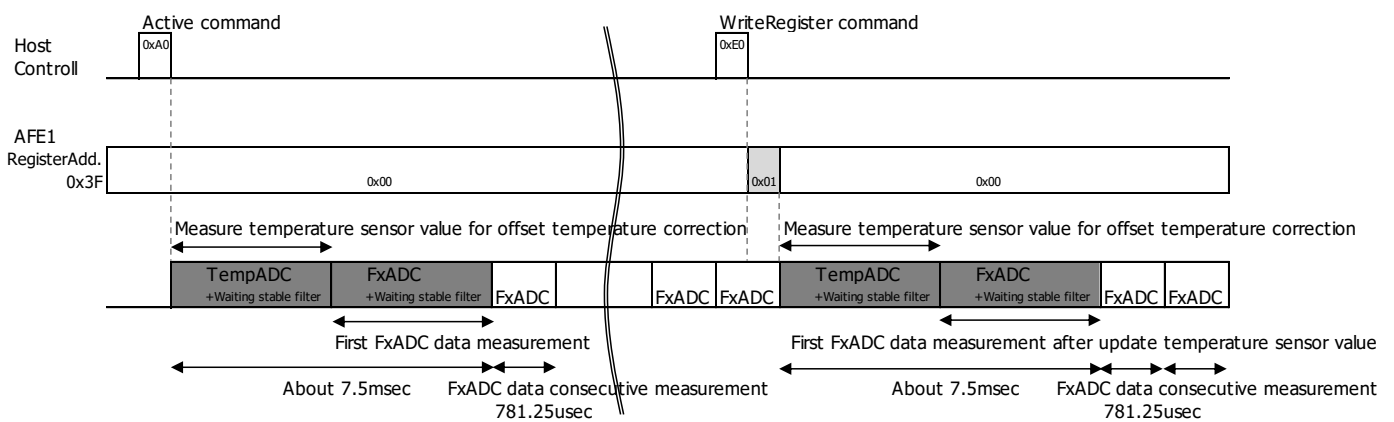 Active command
WriteRegister command
Host
Controll
0xA0
0xE0
AFE1
RegisterAdd.
0x3F
0x00
0x01
0x00
Measure temperature sensor value for offset temperature correction
Measure temperature sensor value for offset temperature correction
TempADC
+Waiting stable filter
FxADC
+Waiting stable filter
FxADC
FxADC
FxADC
TempADC
+Waiting stable filter
FxADC
+Waiting stable filter
FxADC
FxADC
First FxADC data measurement
First FxADC data measurement after update temperature sensor value
About 7.5msec
FxADC data consecutive measurement
781.25usec
About 7.5msec
FxADC data consecutive measurement
781.25usec